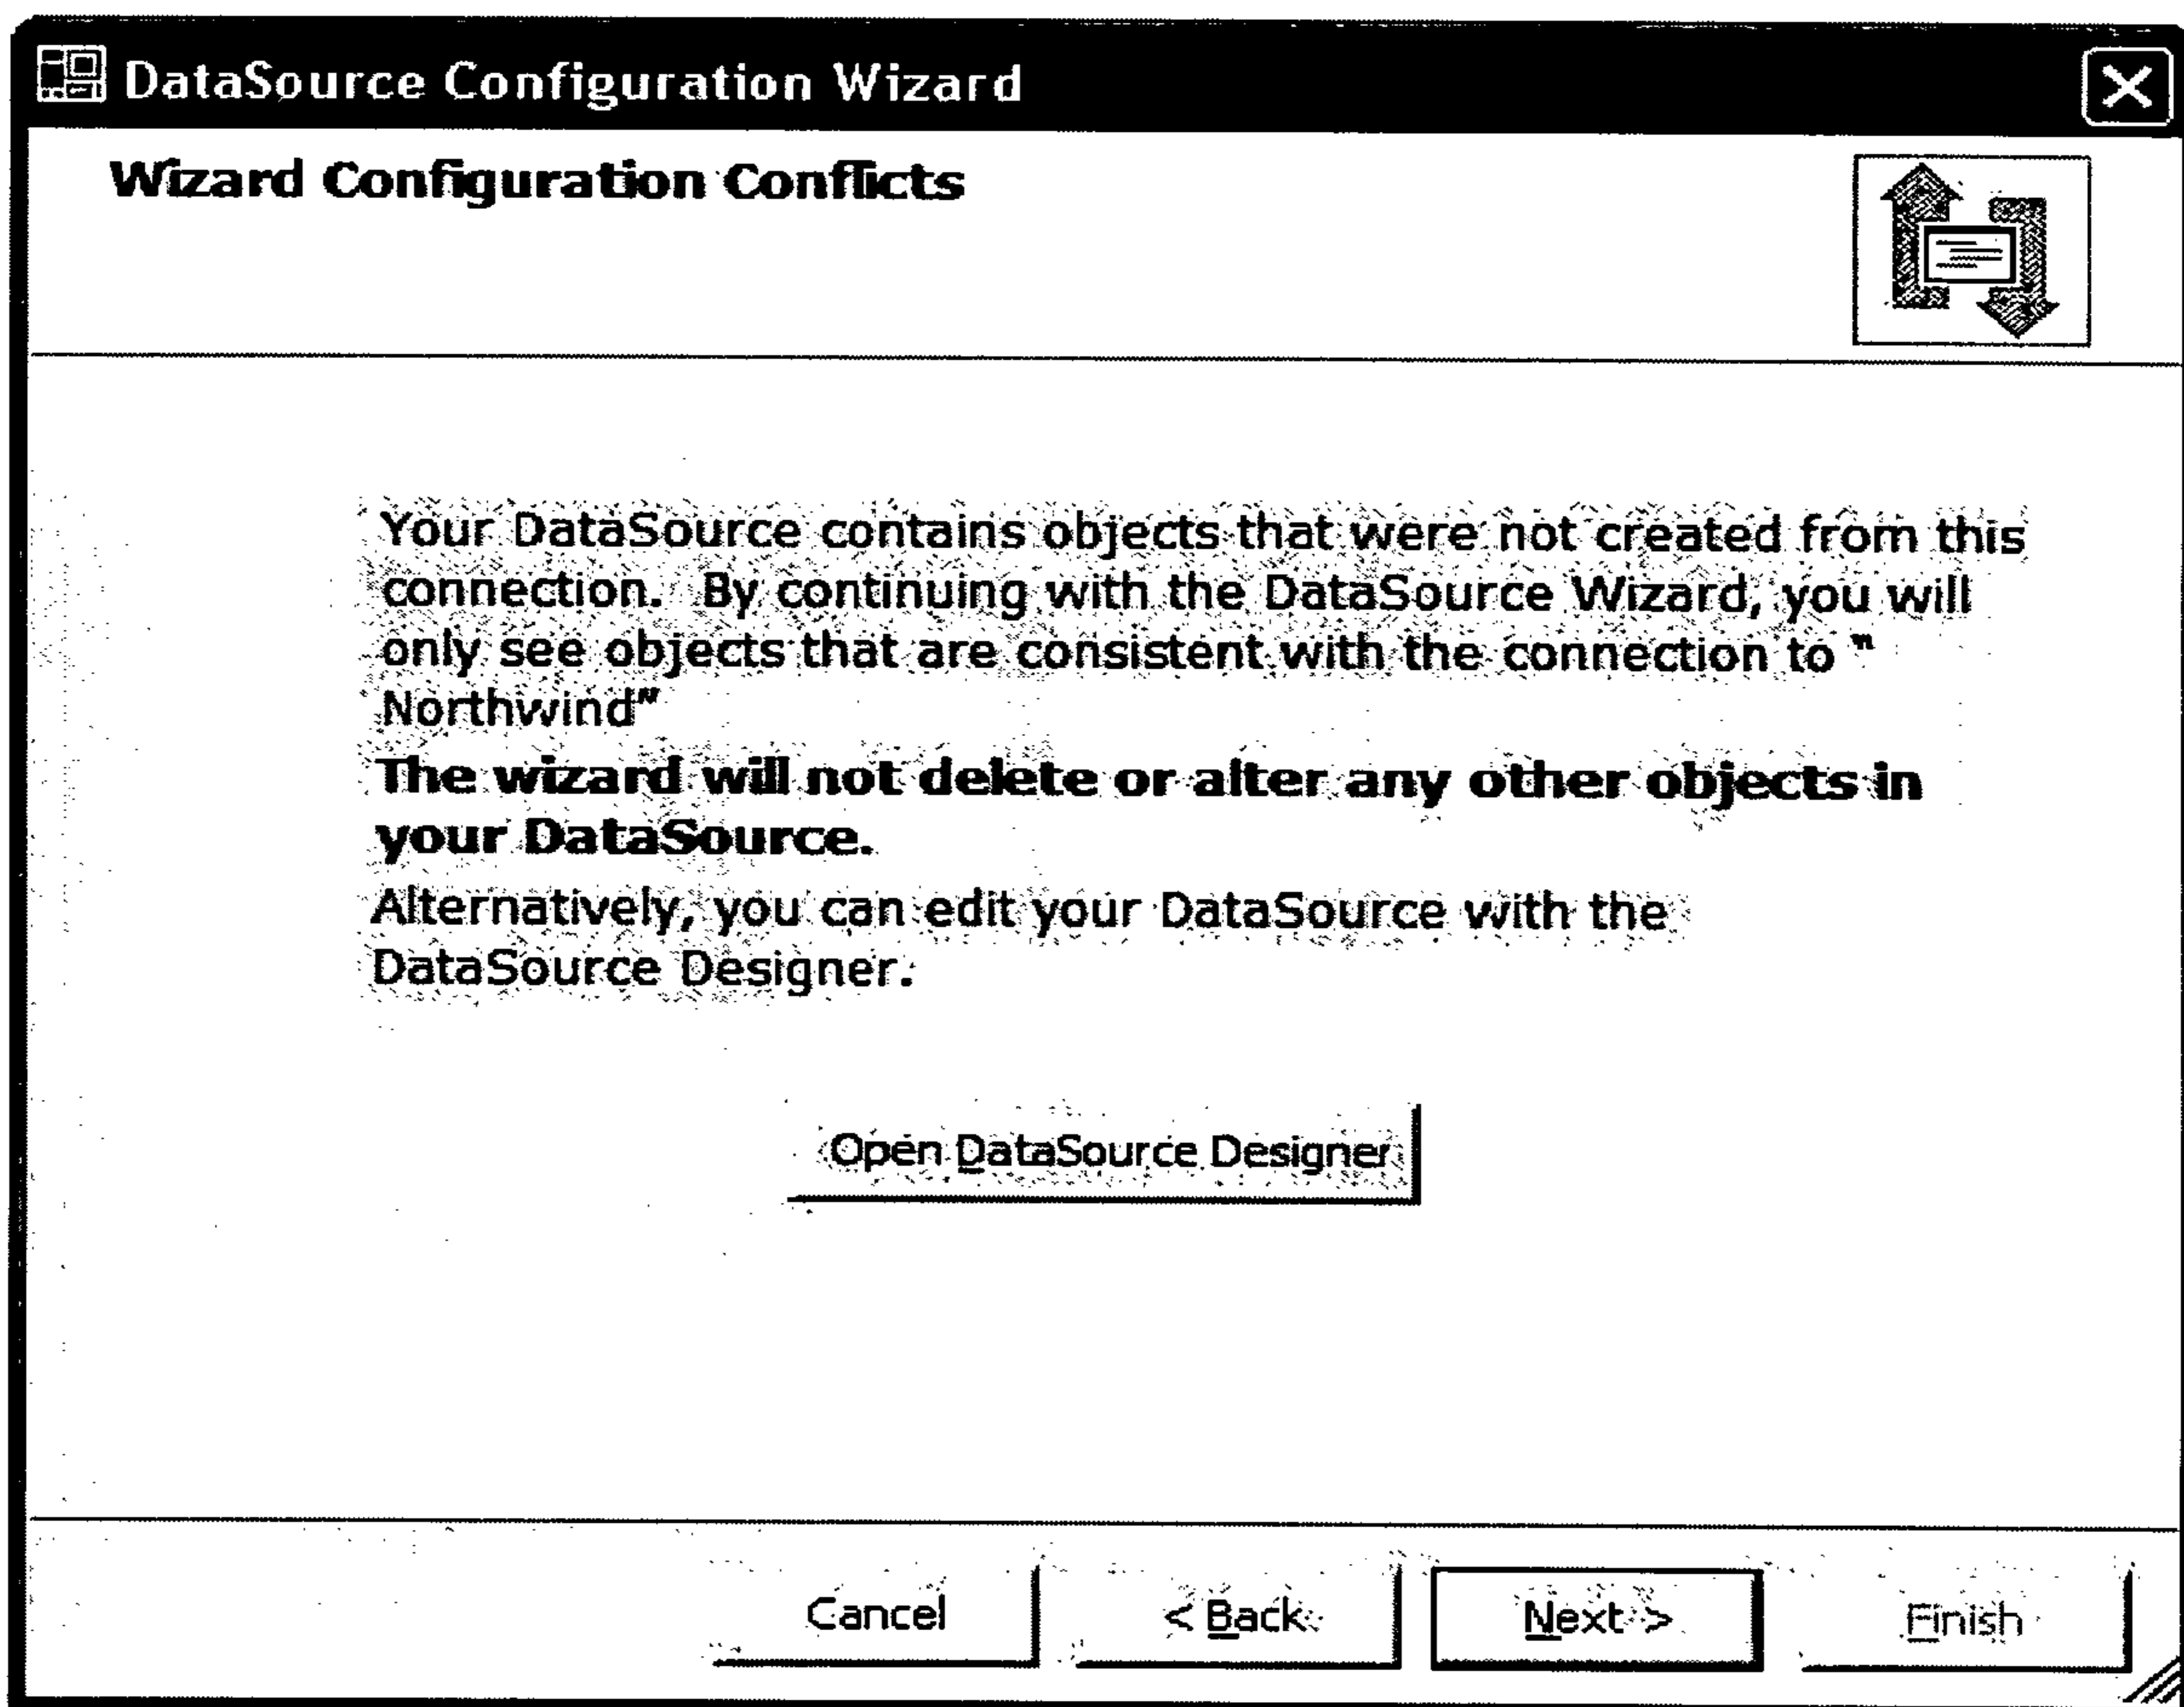 DataSource Configuration Wizard
Wizard Configuration Conflicts
Your DataSource contains objects that were not created from this
connection.  By continuing with the DataSource Wizard, you will
only see objects that are consistent with the connection to "
Northwind"
The wizard will not delete or alter any other objects in
your DataSource.
Alternatively, you can edit your DataSource with the
DataSource Designer.
Open DataSource Designer
Cancel
< Back
Next >
Finish